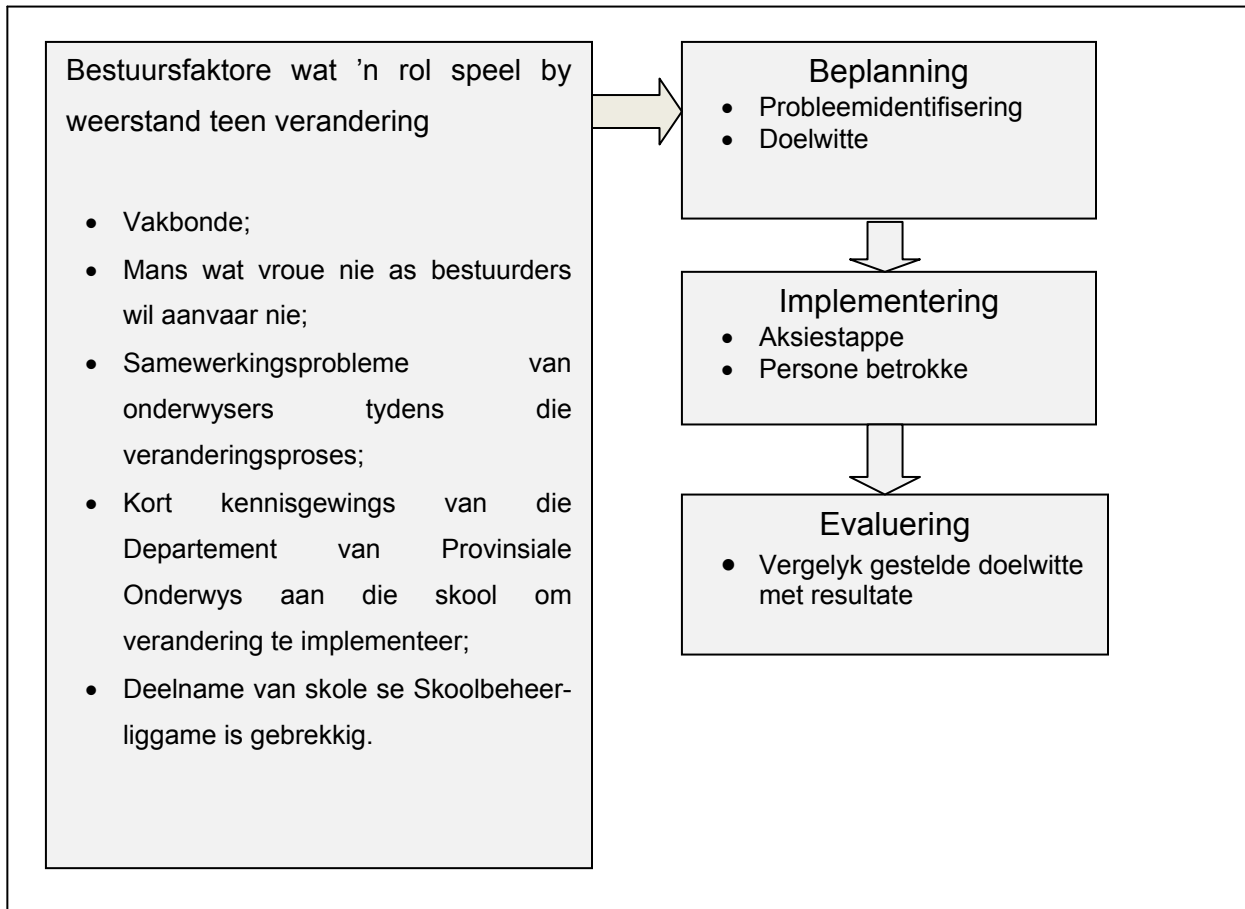 Bestuursfaktore wat ’n rol speel by
weerstand teen verandering
• Vakbonde;
• Mans wat vroue nie as bestuurders
wil aanvaar nie;
• Samewerkingsprobleme van
onderwysers tydens die
veranderingsproses;
• Kort kennisgewings van die
Departement van Provinsiale
Onderwys aan die skool om
verandering te implementeer;
• Deelname van skole se Skoolbeheer-
liggame is gebrekkig.
Beplanning
• Probleemidentifisering
• Doelwitte
Implementering
• Aksiestappe
• Persone betrokke
Evaluering
• Vergelyk gestelde doelwitte
met resultate